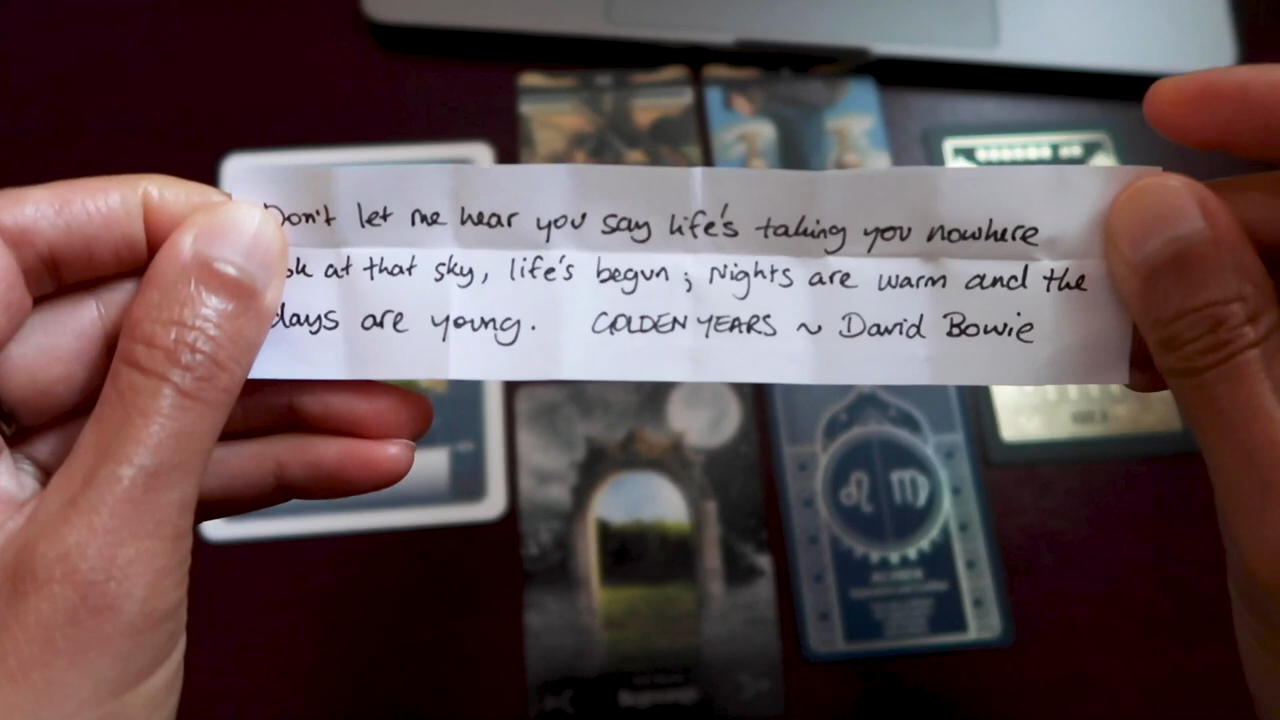 Don't let me hear you say life's taking you nowhere
ok at that sky, life's begun; Nights are warm and the
days are young. GOLDEN YEARS ~ David Bowie